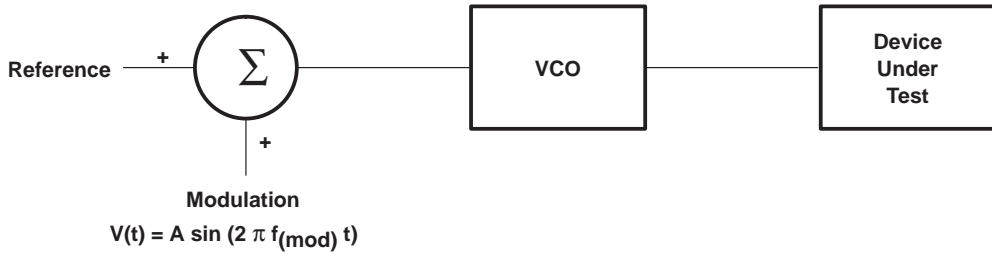 Reference
+
Σ
+
Modulation
V(t) = A sin (2 π f(mod) t)
VCO
Device
Under
Test